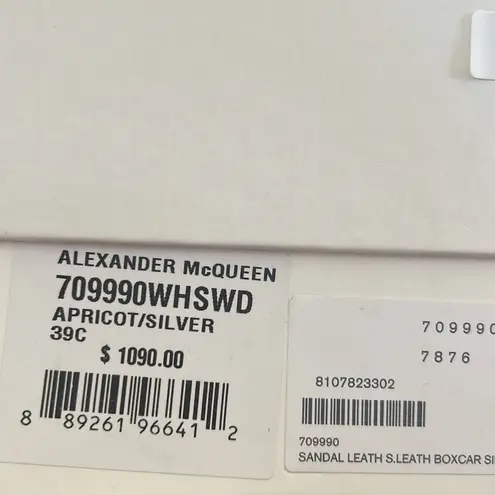 ALEXANDER McQUEEN
709990WHSWD
APRICOT/SILVER
39C
$ 1090.00
8 89261 96641 2
709990
7876
8107823302
709990
SANDAL LEATH S.LEATH BOXCAR